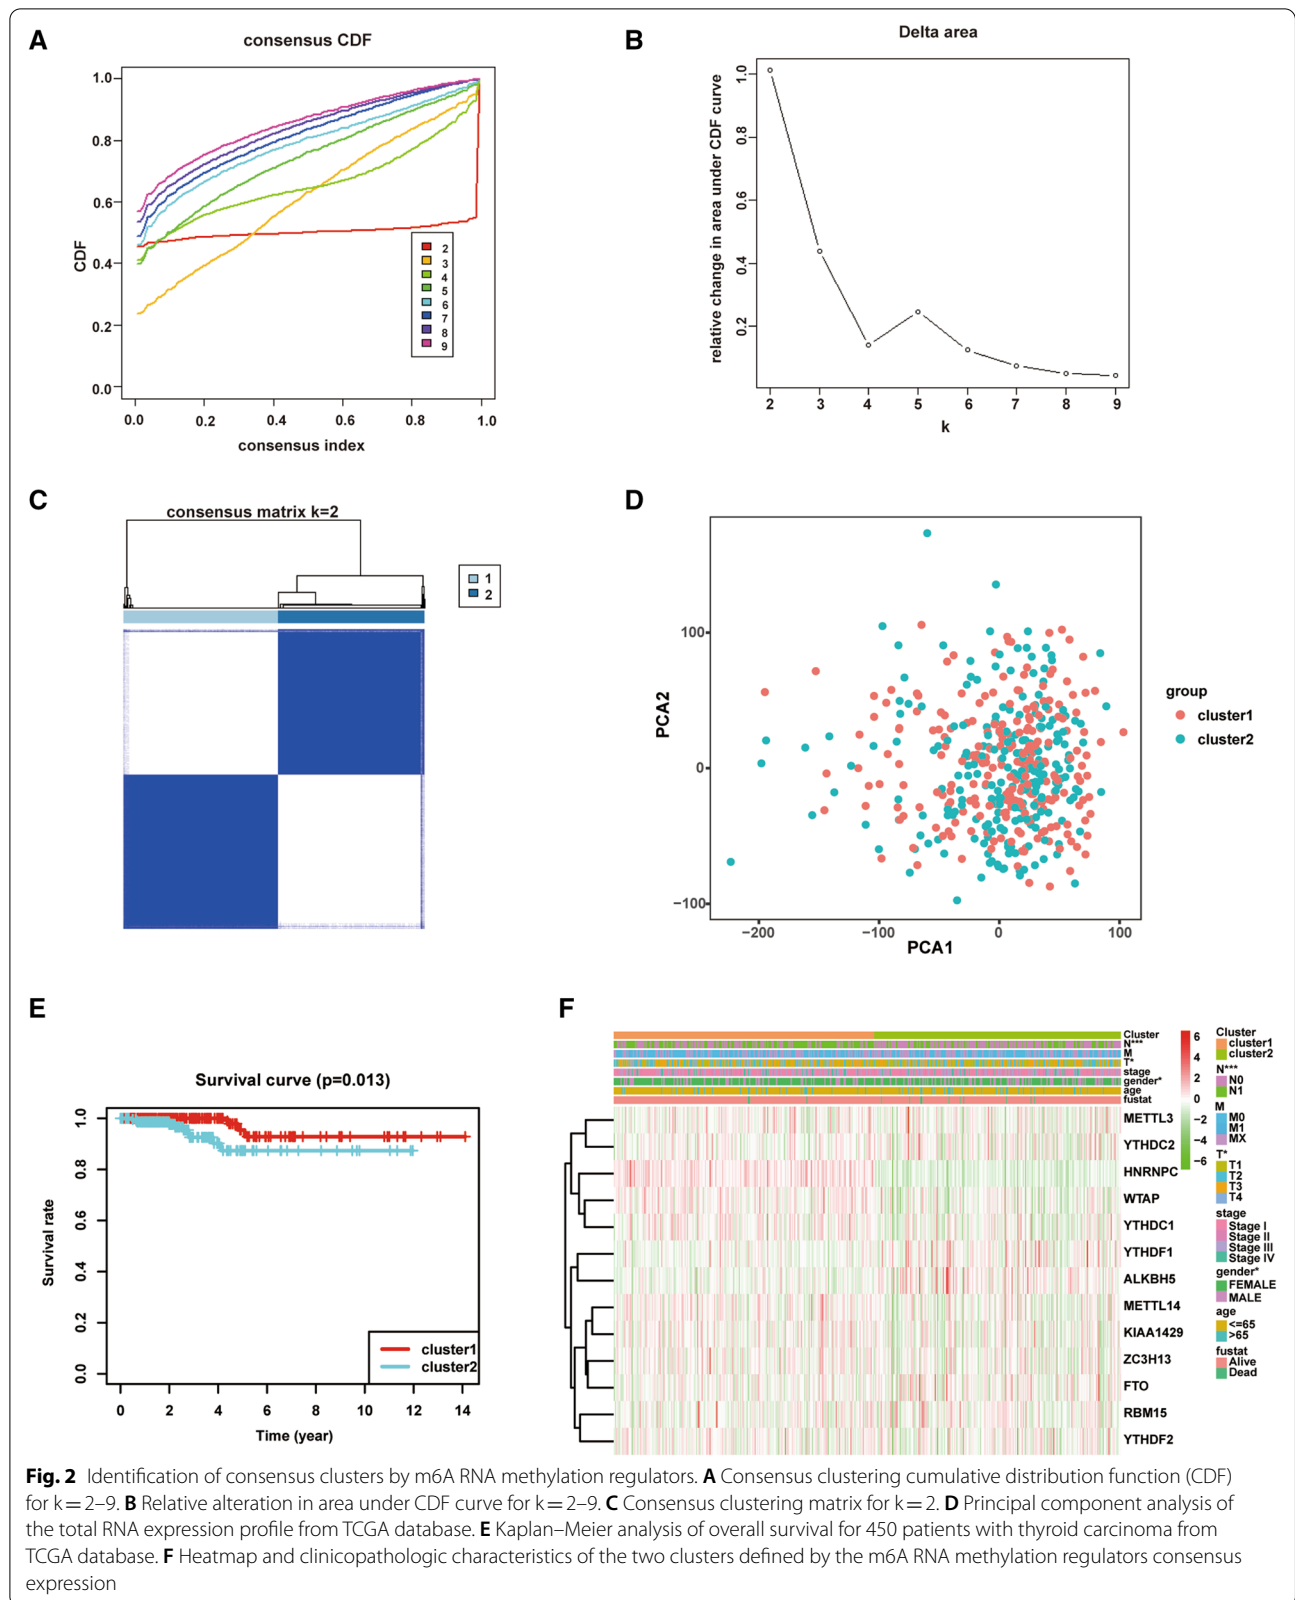 A
consensus CDF
CDF
1.0
0.8
0.6
0.4
0.2
0.0
2
3
4
5
6
7
8
9
0.0 0.2 0.4 0.6 0.8 1.0
consensus index
B
Delta area
relative change in area under CDF curve
1.0
0.8
0.6
0.4
0.2
2 3 4 5 6 7 8 9
k
C
consensus matrix k=2
1
2
D
PCA2
100
0
−100
−200 −100 0 100
PCA1
group
cluster1
cluster2
E
Survival curve (p=0.013)
Survival rate
1.0
0.8
0.6
0.4
0.2
0.0
cluster1
cluster2
0 2 4 6 8 10 12 14
Time (year)
F
Cluster
N***
M
T*
stage
gender*
age
fustat
METTL3
YTHDC2
HNRNPC
WTAP
YTHDC1
YTHDF1
ALKBH5
METTL14
KIAA1429
ZC3H13
FTO
RBM15
YTHDF2
6
4
2
0
−2
−4
−6
Cluster
cluster1
cluster2
N***
N0
N1
M
M0
M1
MX
T*
T1
T2
T3
T4
stage
Stage I
Stage II
Stage III
Stage IV
gender*
FEMALE
MALE
age
<=65
>65
fustat
Alive
Dead
Fig. 2 Identification of consensus clusters by m6A RNA methylation regulators. A Consensus clustering cumulative distribution function (CDF)
for k = 2–9. B Relative alteration in area under CDF curve for k = 2–9. C Consensus clustering matrix for k = 2. D Principal component analysis of
the total RNA expression profile from TCGA database. E Kaplan–Meier analysis of overall survival for 450 patients with thyroid carcinoma from
TCGA database. F Heatmap and clinicopathologic characteristics of the two clusters defined by the m6A RNA methylation regulators consensus
expression